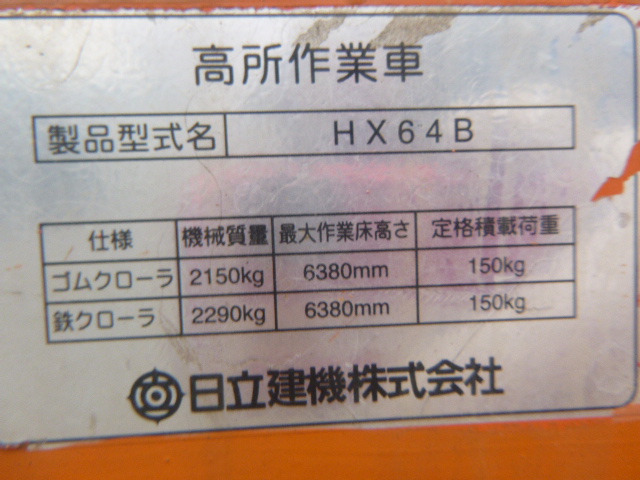 高所作業車
製品型式名 HX64B
仕様 機械質量 最大作業床高さ 定格積載荷重
ゴムクローラ 2150kg 6380mm 150kg
鉄クローラ 2290kg 6380mm 150kg
日立建機株式会社